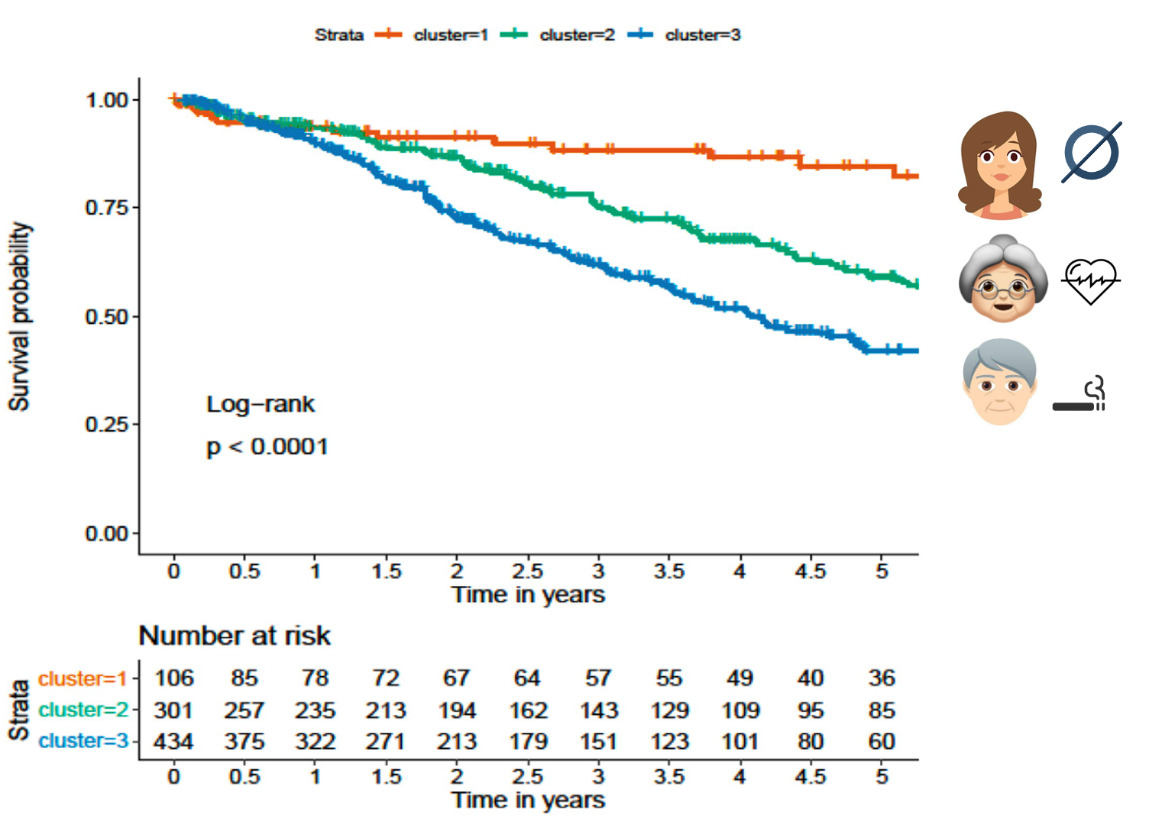 Strata cluster=1 cluster=2 cluster=3
Survival probability
1.00
0.75
0.50
0.25
0.00
Log-rank
p < 0.0001
0 0.5 1 1.5 2 2.5 3 3.5 4 4.5 5
Time in years
Number at risk
Strata
cluster=1 106 85 78 72 67 64 57 55 49 40 36
cluster=2 301 257 235 213 194 162 143 129 109 95 85
cluster=3 434 375 322 271 213 179 151 123 101 80 60
0 0.5 1 1.5 2 2.5 3 3.5 4 4.5 5
Time in years